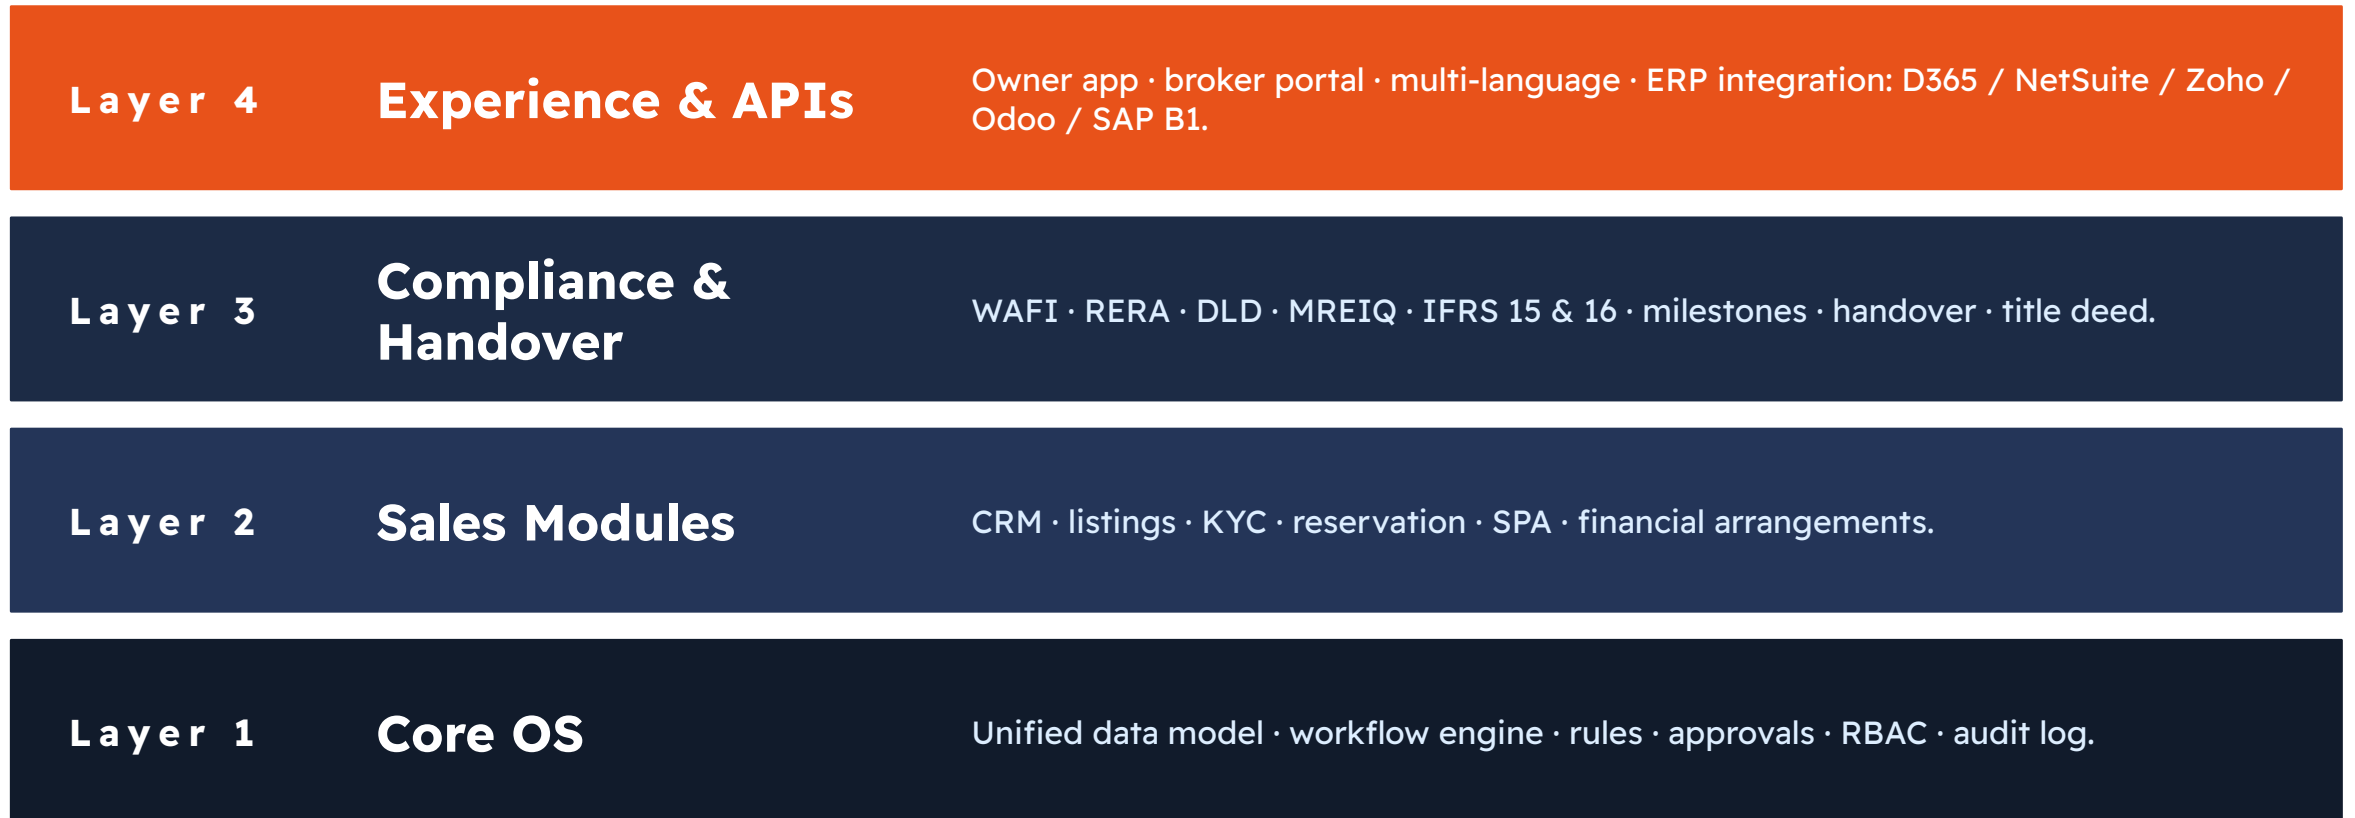 Layer 4
Experience & APIs
Owner app · broker portal · multi-language · ERP integration: D365 / NetSuite / Zoho /
Odoo / SAP B1.
Layer 3
Compliance &
Handover
WAFI · RERA · DLD · MREIQ · IFRS 15 & 16 · milestones · handover · title deed.
Layer 2
Sales Modules
CRM · listings · KYC · reservation · SPA · financial arrangements.
Layer 1
Core OS
Unified data model · workflow engine · rules · approvals · RBAC · audit log.